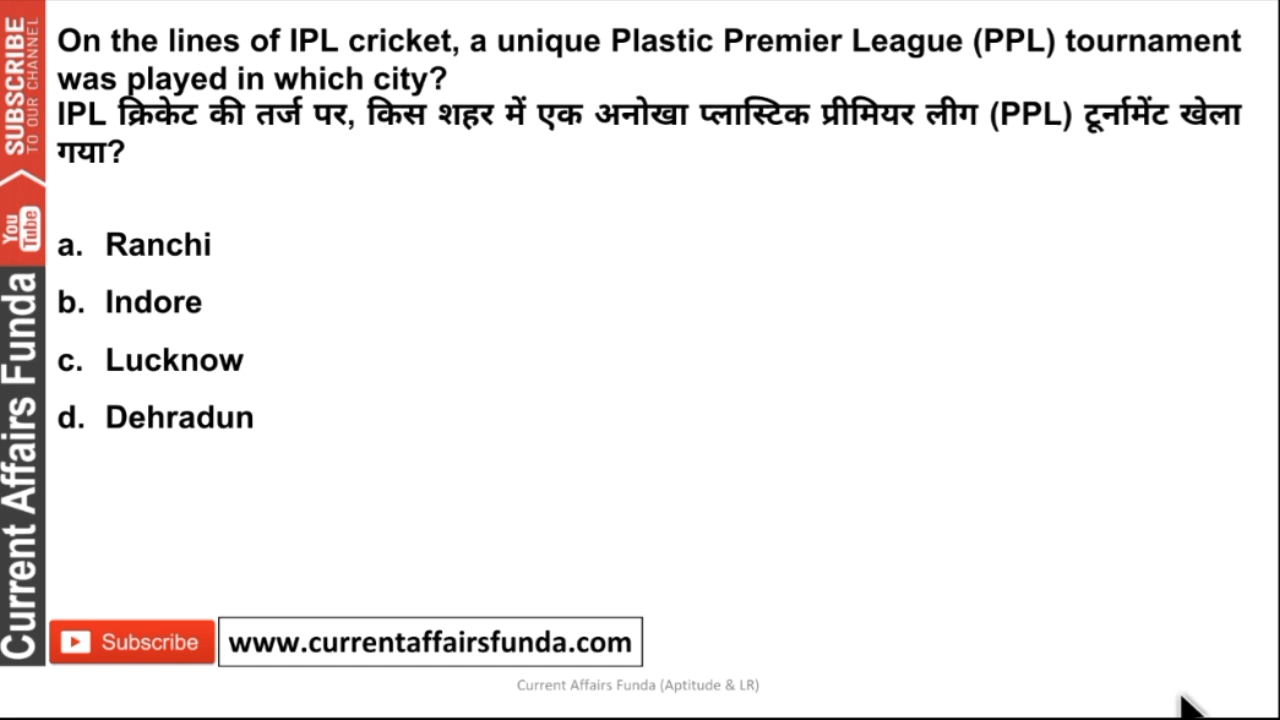 On the lines of IPL cricket, a unique Plastic Premier League (PPL) tournament
was played in which city?
IPL क्रिकेट की तर्ज पर, किस शहर में एक अनोखा प्लास्टिक प्रीमियर लीग (PPL) टूर्नामेंट खेला
गया?
a. Ranchi
b. Indore
c. Lucknow
d. Dehradun
SUBSCRIBE
TO OUR CHANNEL
You
Tube
Current Affairs Funda
Subscribe
www.currentaffairsfunda.com
Current Affairs Funda (Aptitude & LR)